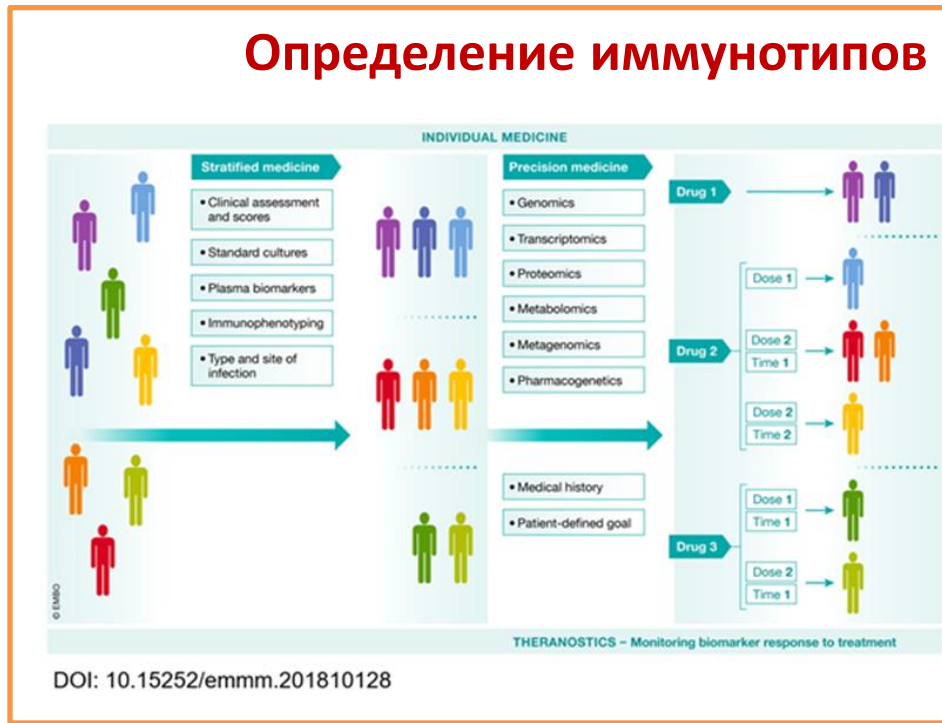 Определение иммунотипов
INDIVIDUAL MEDICINE
Stratified medicine
• Clinical assessment
and scores
• Standard cultures
• Plasma biomarkers
• Immunophenotyping
• Type and site of
infection
Precision medicine
• Genomics
• Transcriptomics
• Proteomics
• Metabolomics
• Metagenomics
• Pharmacogenetics
• Medical history
• Patient-defined goal
Drug 1
Drug 2
Dose 1
Dose 2
Time 1
Dose 2
Time 2
Drug 3
Dose 1
Time 1
Dose 2
Time 1
© EMBO
THERANOSTICS – Monitoring biomarker response to treatment
DOI: 10.15252/emmm.201810128